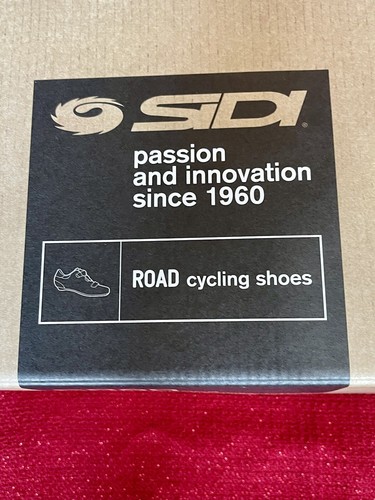 SiDI
passion
and innovation
since 1960
ROAD cycling shoes